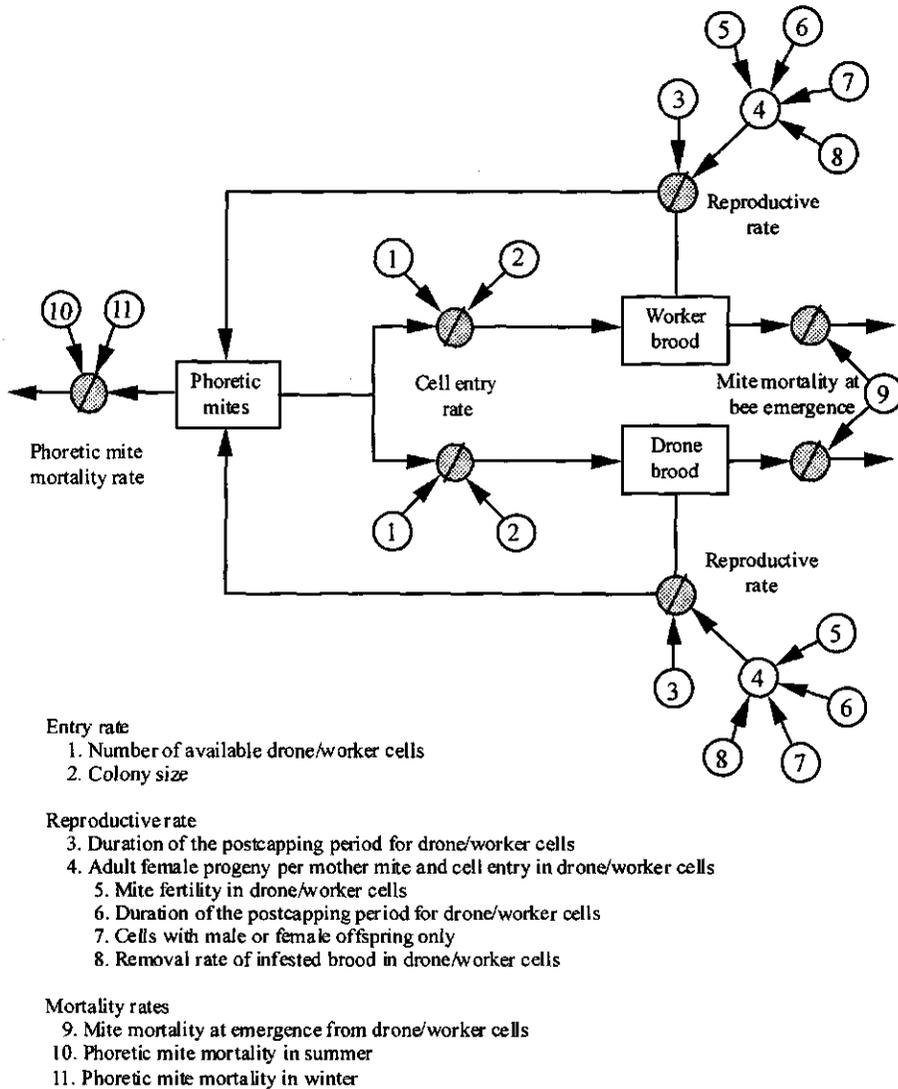 5
6
7
3
4
8
Reproductive
rate
1
2
10
11
Worker
brood
Phoretic
mites
Cell entry
rate
Mite mortality at
bee emergence
9
Phoretic mite
mortality rate
Drone
brood
1
2
Reproductive
rate
5
3
4
6
8
7
Entry rate
1. Number of available drone/worker cells
2. Colony size
Reproductive rate
3. Duration of the postcapping period for drone/worker cells
4. Adult female progeny per mother mite and cell entry in drone/worker cells
5. Mite fertility in drone/worker cells
6. Duration of the postcapping period for drone/worker cells
7. Cells with male or female offspring only
8. Removal rate of infested brood in drone/worker cells
Mortality rates
9. Mite mortality at emergence from drone/worker cells
10. Phoretic mite mortality in summer
11. Phoretic mite mortality in winter